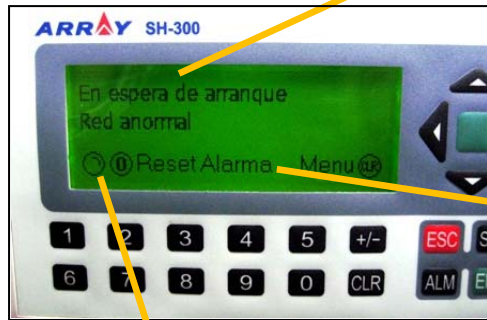 ARRAY SH-300
En espera de arranque
Red anormal
0 Reset Alarma Menu CLR
1 2 3 4 5 +/- ESC
6 7 8 9 0 CLR ALM